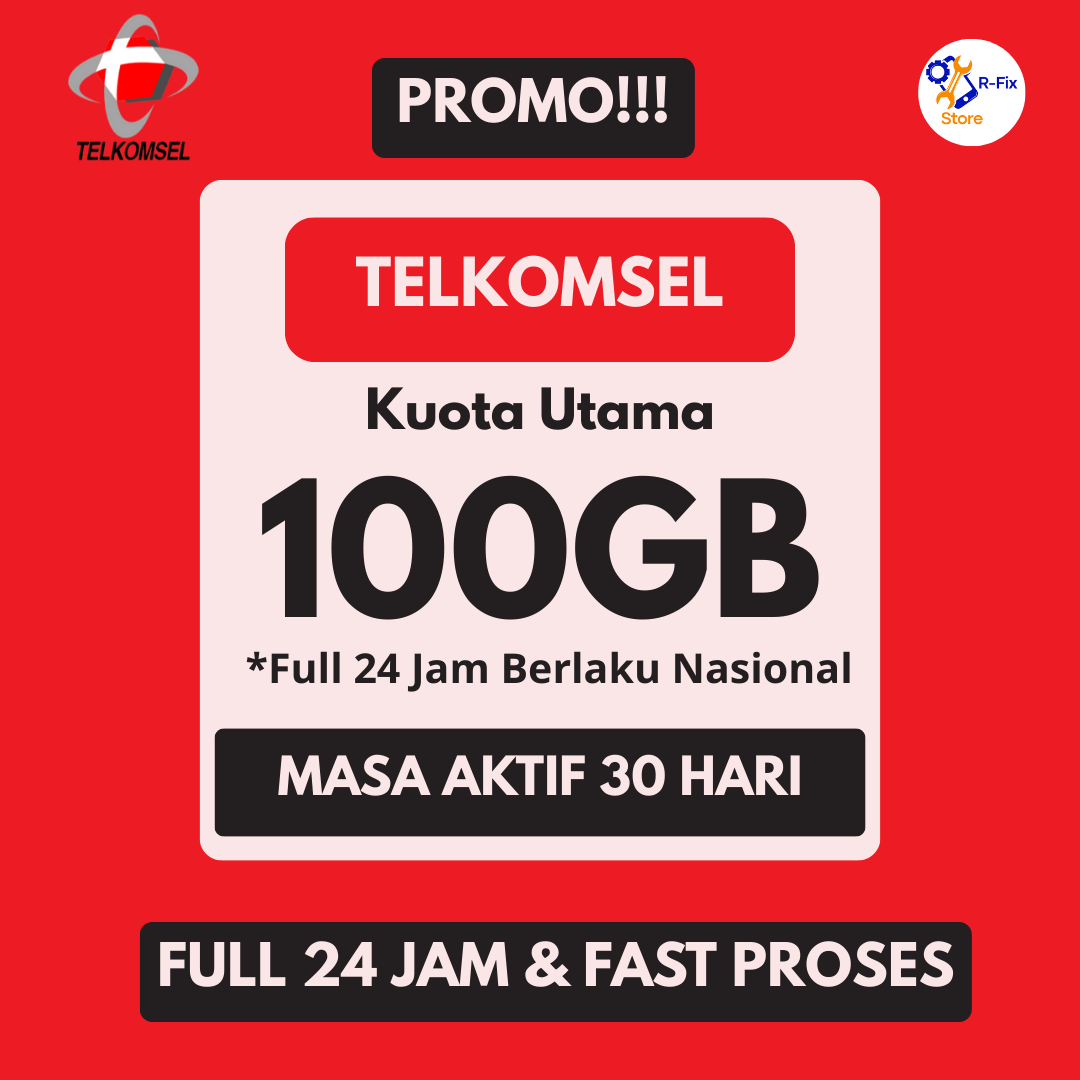 TELKOMSEL
PROMO!!!
R-Fix
Store
TELKOMSEL
Kuota Utama
100GB
*Full 24 Jam Berlaku Nasional
MASA AKTIF 30 HARI
FULL 24 JAM & FAST PROSES